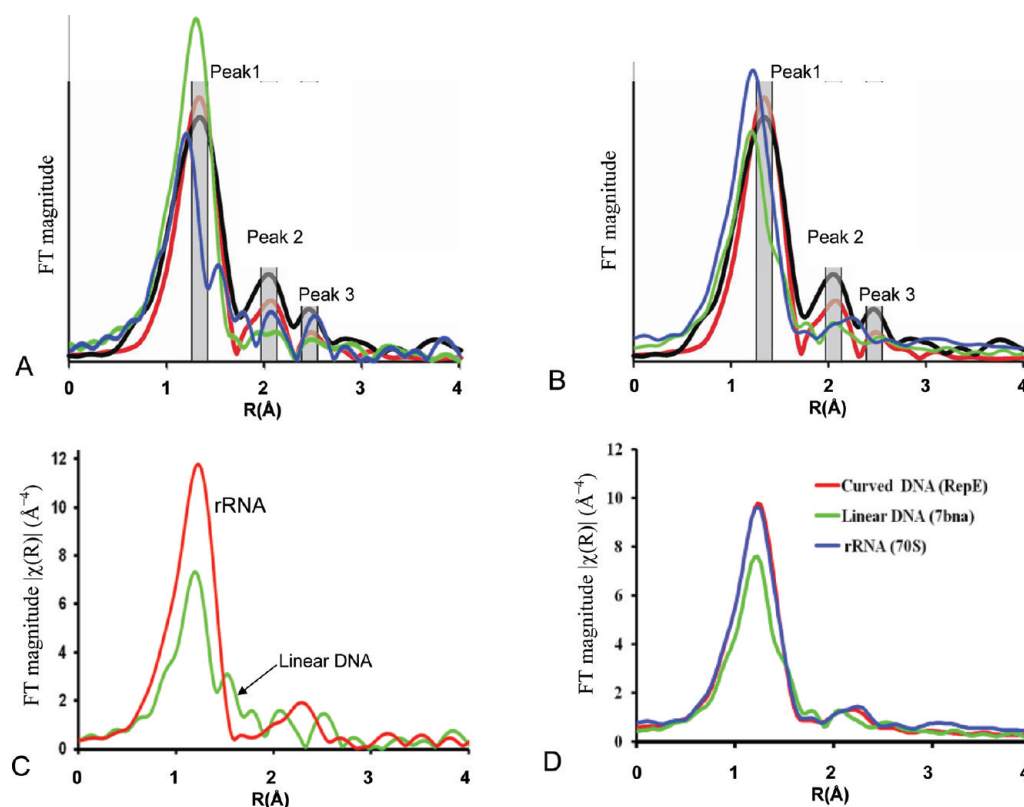 Peak1
Peak 2
Peak 3
FT magnitude
0 1 2 3 4
R(Å)
A
Peak1
Peak 2
Peak 3
FT magnitude
0 1 2 3 4
R(Å)
B
12
10
8
6
4
2
0
FT magnitude |χ(R)| (Å⁻⁴)
rRNA
Linear DNA
0 1 2 3 4
R(Å)
C
12
10
8
6
4
2
0
FT magnitude |χ(R)| (Å⁻⁴)
Curved DNA (RepE)
Linear DNA (7bna)
rRNA (70S)
0 1 2 3 4
R(Å)
D